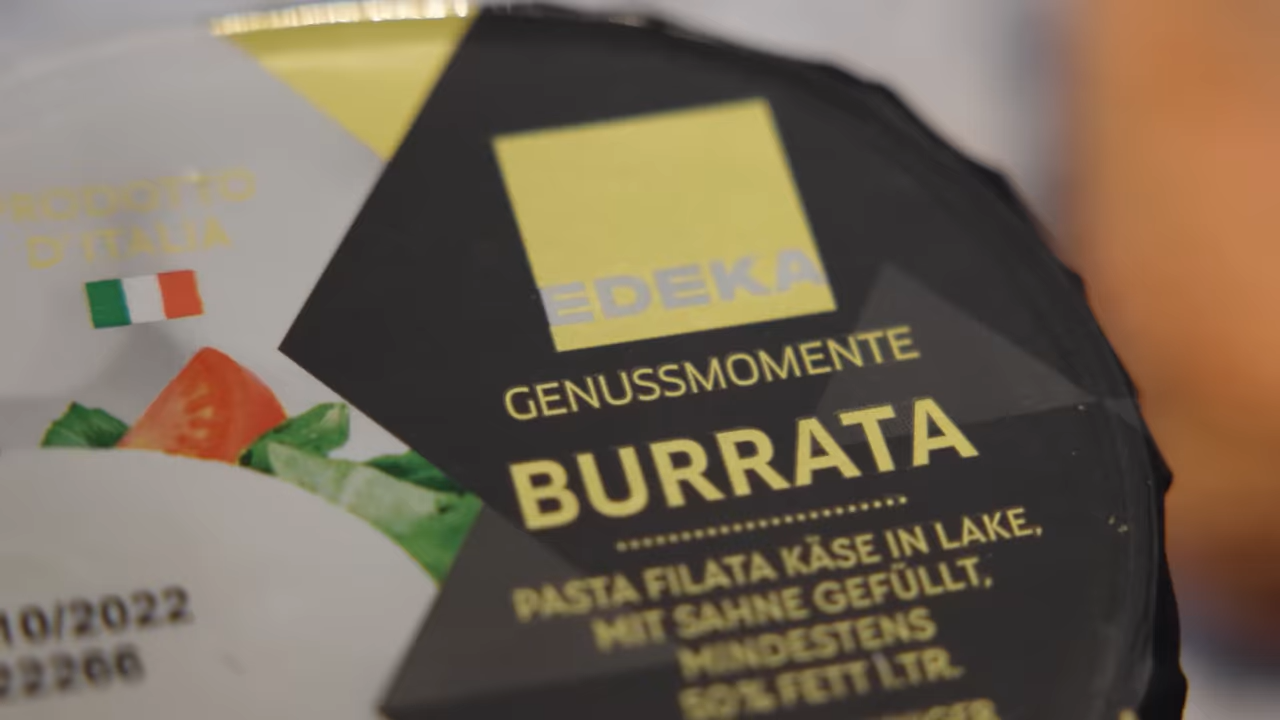 PRODOTTO
D'ITALIA
EDEKA
GENUSSMOMENTE
BURRATA
PASTA FILATA KÄSE IN LAKE,
MIT SAHNE GEFÜLLT,
MINDESTENS
50% FETT I.TR.
10/2022
22266